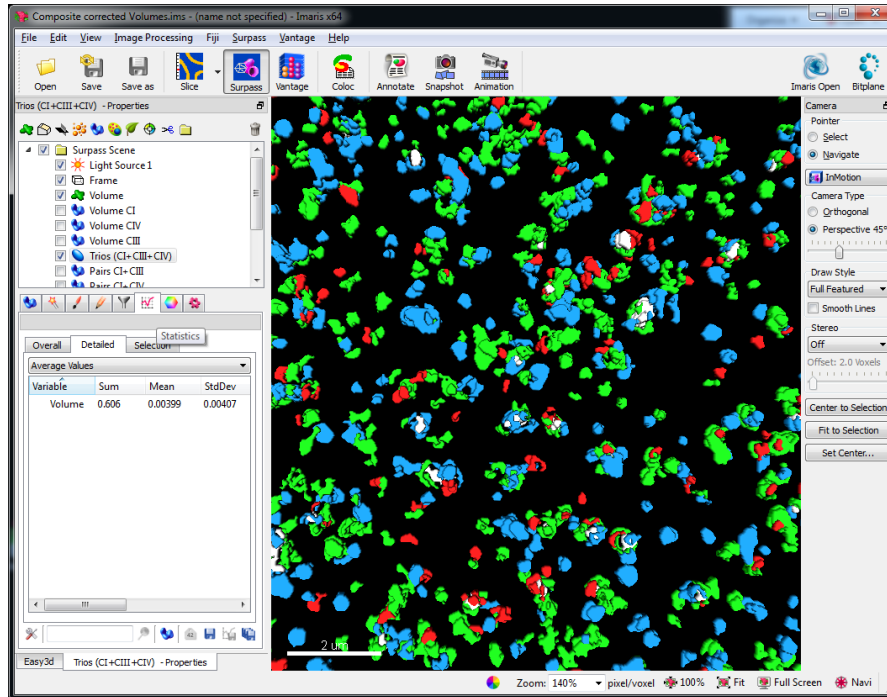 Composite corrected Volumes.ims - (name not specified) - Imaris x64
File Edit View Image Processing Fiji Surpass Vantage Help
Open Save Save as Slice Surpass Vantage Coloc Annotate Snapshot Animation Imaris Open Bitplane
Trios (CI+CIII+CIV) - Properties
Surpass Scene
Light Source 1
Frame
Volume
Volume CI
Volume CIV
Volume CIII
Trios (CI+CIII+CIV)
Pairs CI+CIII
Pairs CI+CIV
Statistics
Overall Detailed Selection
Average Values
Variable Sum Mean StdDev
Volume 0.606 0.00399 0.00407
Easy3d Trios (CI+CIII+CIV) - Properties
2 um
Camera
Pointer
Select
Navigate
InMotion
Camera Type
Orthogonal
Perspective 45°
Draw Style
Full Featured
Smooth Lines
Stereo
Off
Offset: 2.0 Voxels
Center to Selection
Fit to Selection
Set Center...
Zoom: 140% pixel/voxel 100% Fit Full Screen Navi